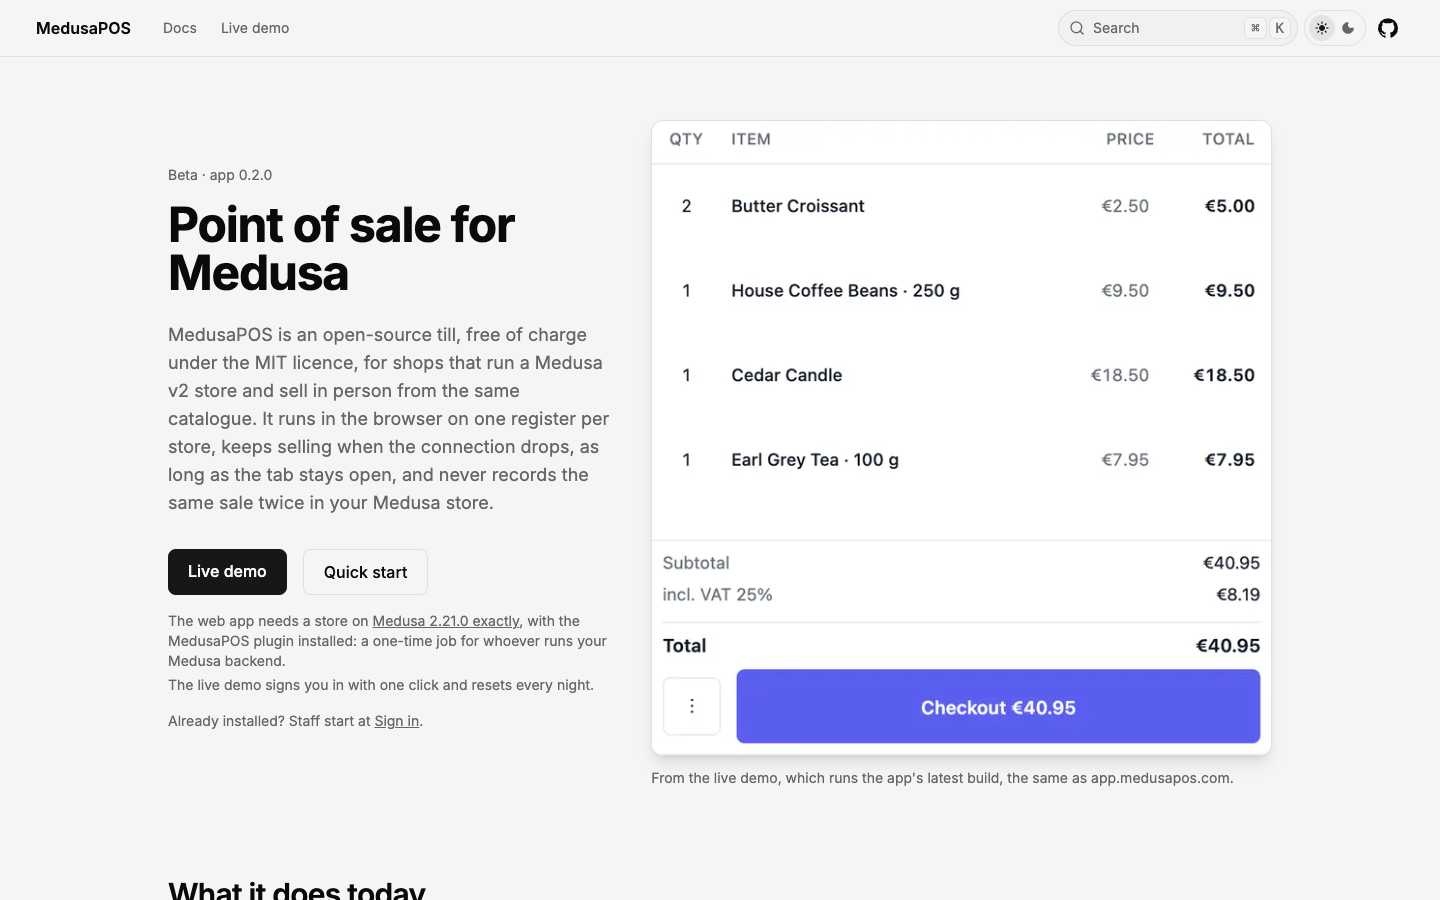 MedusaPOS Docs Live demo Search ⌘ K
Beta · app 0.2.0
Point of sale for
Medusa
MedusaPOS is an open-source till, free of charge
under the MIT licence, for shops that run a Medusa
v2 store and sell in person from the same
catalogue. It runs in the browser on one register per
store, keeps selling when the connection drops, as
long as the tab stays open, and never records the
same sale twice in your Medusa store.
Live demo Quick start
The web app needs a store on Medusa 2.21.0 exactly, with the
MedusaPOS plugin installed: a one-time job for whoever runs your
Medusa backend.
The live demo signs you in with one click and resets every night.
Already installed? Staff start at Sign in.
QTY ITEM PRICE TOTAL
2 Butter Croissant €2.50 €5.00
1 House Coffee Beans · 250 g €9.50 €9.50
1 Cedar Candle €18.50 €18.50
1 Earl Grey Tea · 100 g €7.95 €7.95
Subtotal €40.95
incl. VAT 25% €8.19
Total €40.95
Checkout €40.95
From the live demo, which runs the app's latest build, the same as app.medusapos.com.
What it does today